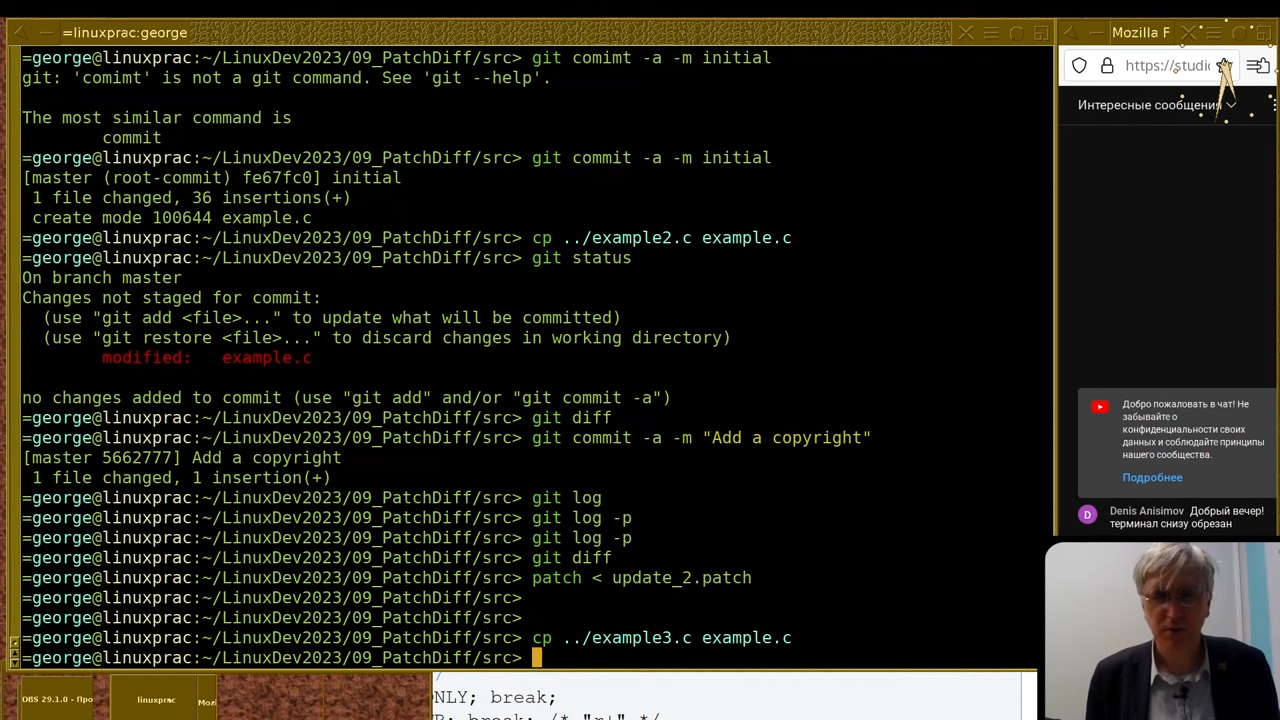 =linuxprac:george
=george@linuxprac:~/LinuxDev2023/09_PatchDiff/src> git comimt -a -m initial
git: 'comimt' is not a git command. See 'git --help'.
The most similar command is
commit
=george@linuxprac:~/LinuxDev2023/09_PatchDiff/src> git commit -a -m initial
[master (root-commit) fe67fc0] initial
1 file changed, 36 insertions(+)
create mode 100644 example.c
=george@linuxprac:~/LinuxDev2023/09_PatchDiff/src> cp ../example2.c example.c
=george@linuxprac:~/LinuxDev2023/09_PatchDiff/src> git status
On branch master
Changes not staged for commit:
(use "git add <file>..." to update what will be committed)
(use "git restore <file>..." to discard changes in working directory)
modified:   example.c
no changes added to commit (use "git add" and/or "git commit -a")
=george@linuxprac:~/LinuxDev2023/09_PatchDiff/src> git diff
=george@linuxprac:~/LinuxDev2023/09_PatchDiff/src> git commit -a -m "Add a copyright"
[master 5662777] Add a copyright
1 file changed, 1 insertion(+)
=george@linuxprac:~/LinuxDev2023/09_PatchDiff/src> git log
=george@linuxprac:~/LinuxDev2023/09_PatchDiff/src> git log -p
=george@linuxprac:~/LinuxDev2023/09_PatchDiff/src> git log -p
=george@linuxprac:~/LinuxDev2023/09_PatchDiff/src> git diff
=george@linuxprac:~/LinuxDev2023/09_PatchDiff/src> patch < update_2.patch
=george@linuxprac:~/LinuxDev2023/09_PatchDiff/src>
=george@linuxprac:~/LinuxDev2023/09_PatchDiff/src>
=george@linuxprac:~/LinuxDev2023/09_PatchDiff/src> cp ../example3.c example.c
=george@linuxprac:~/LinuxDev2023/09_PatchDiff/src>
Mozilla F
https://studio
Интересные сообщения
Добро пожаловать в чат! Не
забывайте о
конфиденциальности своих
данных и соблюдайте принципы
нашего сообщества.
Подробнее
D
Denis Anisimov Добрый вечер!
терминал снизу обрезан
DBS 29.1.0 - Про
linuxprac
Moz
NLY; break;
break; /* "r+" */